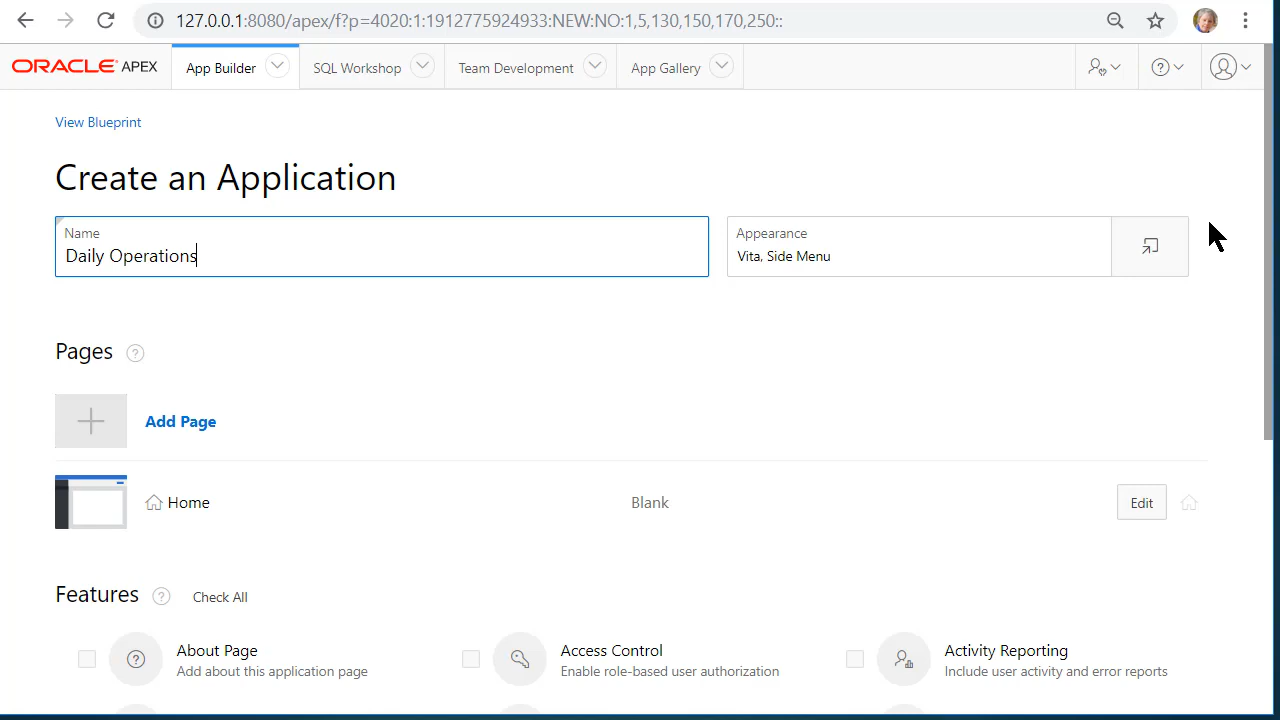 127.0.0.1:8080/apex/f?p=4020:1:1912775924933:NEW:NO:1,5,130,150,170,250::
ORACLE APEX App Builder SQL Workshop Team Development App Gallery
View Blueprint
Create an Application
Name
Daily Operations
Appearance
Vita, Side Menu
Pages ?
Add Page
Home Blank Edit
Features ? Check All
About Page
Add about this application page
Access Control
Enable role-based user authorization
Activity Reporting
Include user activity and error reports